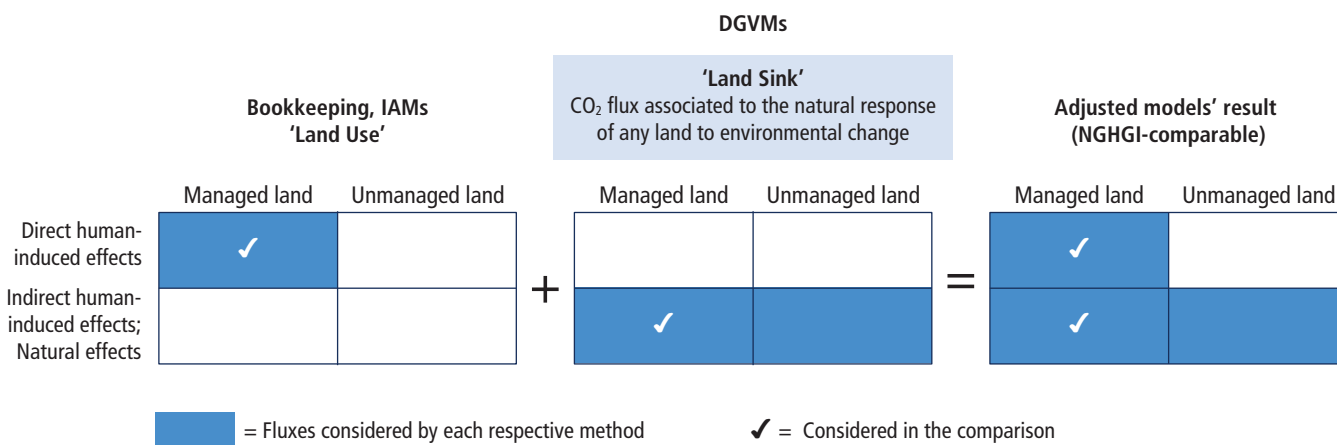 DGVMs
‘Land Sink’
CO₂ flux associated to the natural response
of any land to environmental change
Bookkeeping, IAMs
‘Land Use’
Adjusted models’ result
(NGHGI-comparable)
Managed land
Unmanaged land
Managed land
Unmanaged land
Managed land
Unmanaged land
Direct human-
induced effects
Indirect human-
induced effects;
Natural effects
✓
✓
✓
✓
+
=
= Fluxes considered by each respective method
✓ = Considered in the comparison